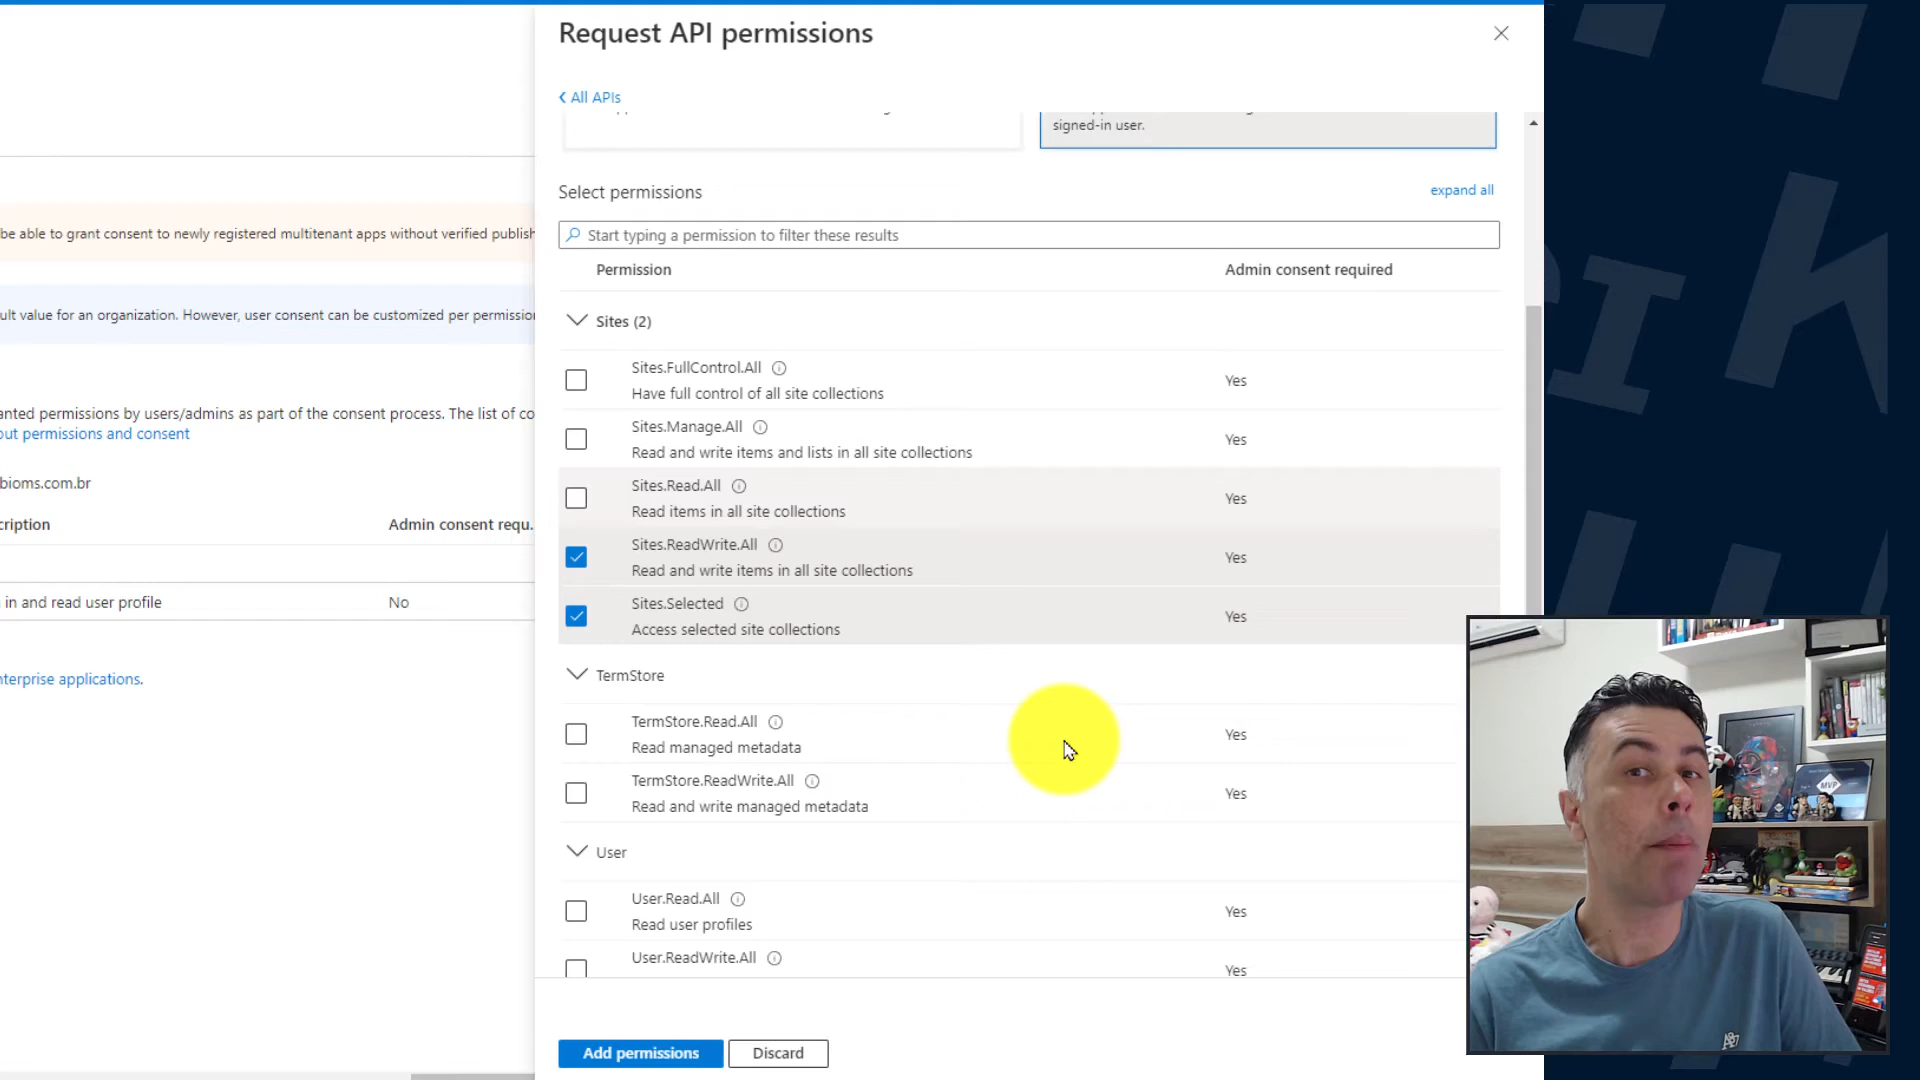 Request API permissions
All APIs
signed-in user.
Select permissions
expand all
Start typing a permission to filter these results
Permission
Admin consent required
Sites (2)
Sites.FullControl.All
Have full control of all site collections
Yes
Sites.Manage.All
Read and write items and lists in all site collections
Yes
Sites.Read.All
Read items in all site collections
Yes
Sites.ReadWrite.All
Read and write items in all site collections
Yes
Sites.Selected
Access selected site collections
Yes
TermStore
TermStore.Read.All
Read managed metadata
Yes
TermStore.ReadWrite.All
Read and write managed metadata
Yes
User
User.Read.All
Read user profiles
Yes
User.ReadWrite.All
Yes
Add permissions
Discard
be able to grant consent to newly registered multitenant apps without verified publish
ult value for an organization. However, user consent can be customized per permissio
anted permissions by users/admins as part of the consent process. The list of co
out permissions and consent
bioms.com.br
cription
Admin consent requ.
in and read user profile
No
nterprise applications.
MVP